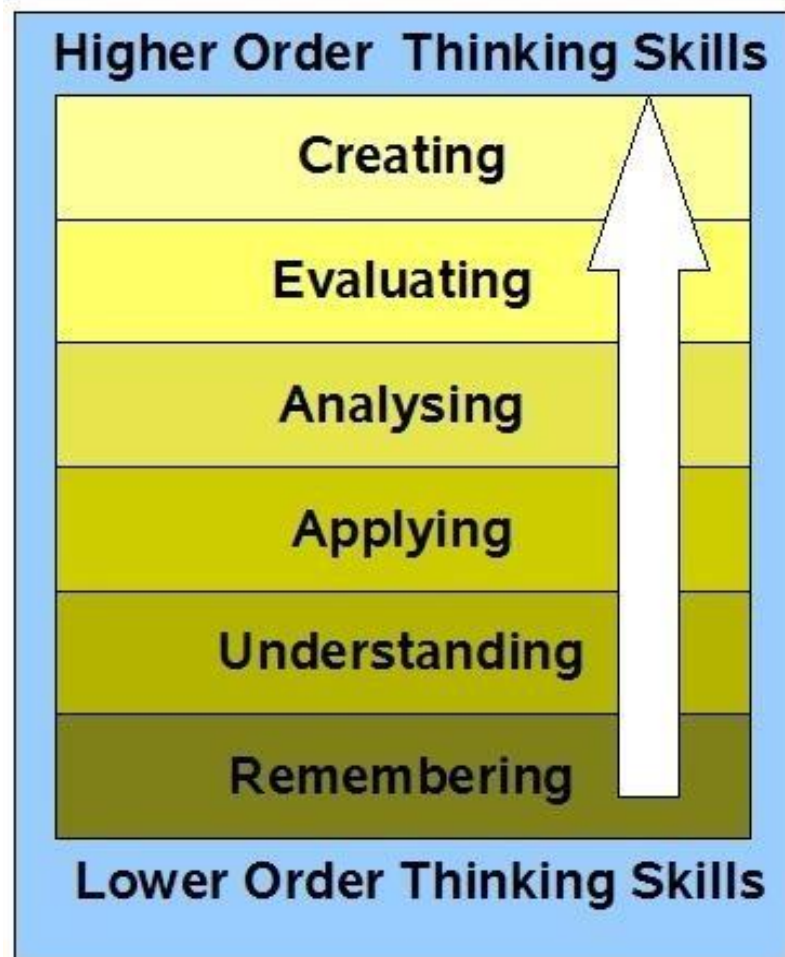 Higher Order Thinking Skills
Creating
Evaluating
Analysing
Applying
Understanding
Remembering
Lower Order Thinking Skills